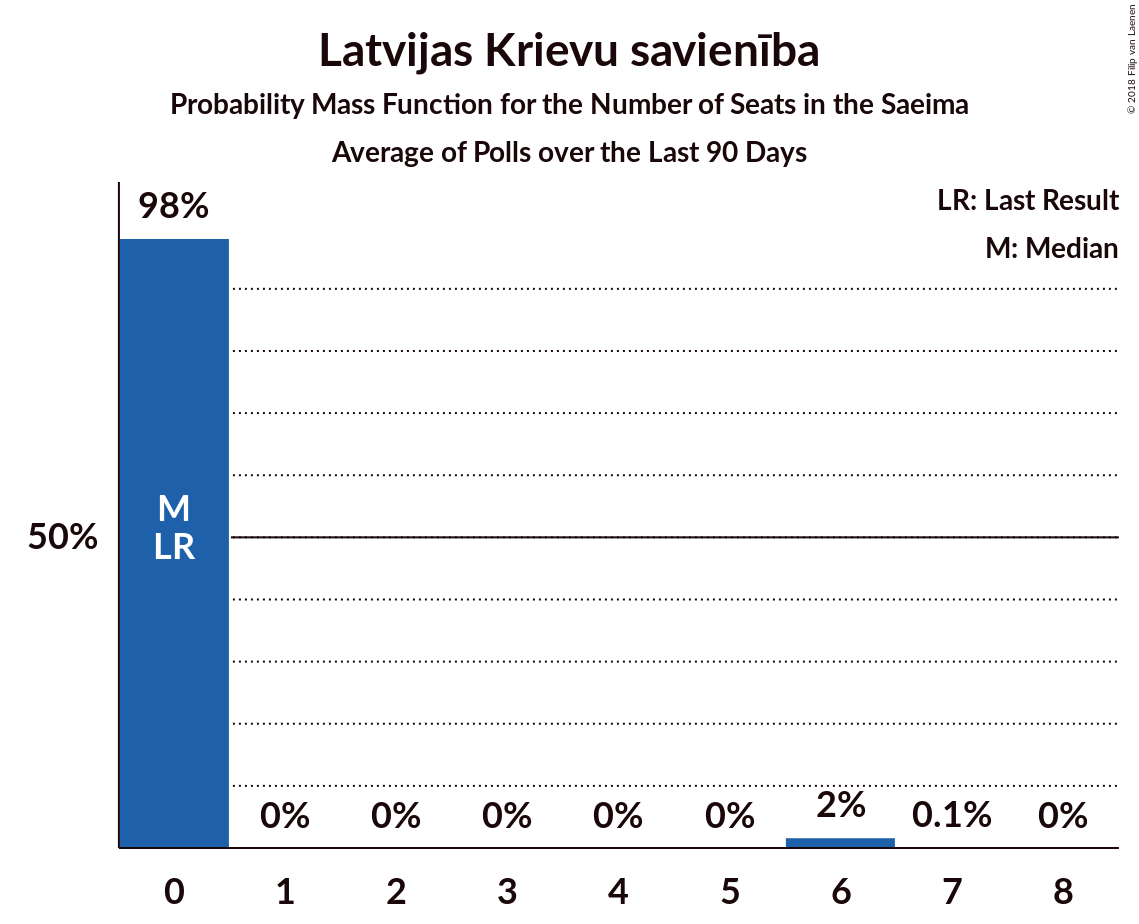 Latvijas Krievu savienība
Probability Mass Function for the Number of Seats in the Saeima
Average of Polls over the Last 90 Days
© 2018 Filip van Laenen
LR: Last Result
M: Median
98%
50%
M
LR
0% 0% 0% 0% 0% 2% 0.1% 0%
0 1 2 3 4 5 6 7 8